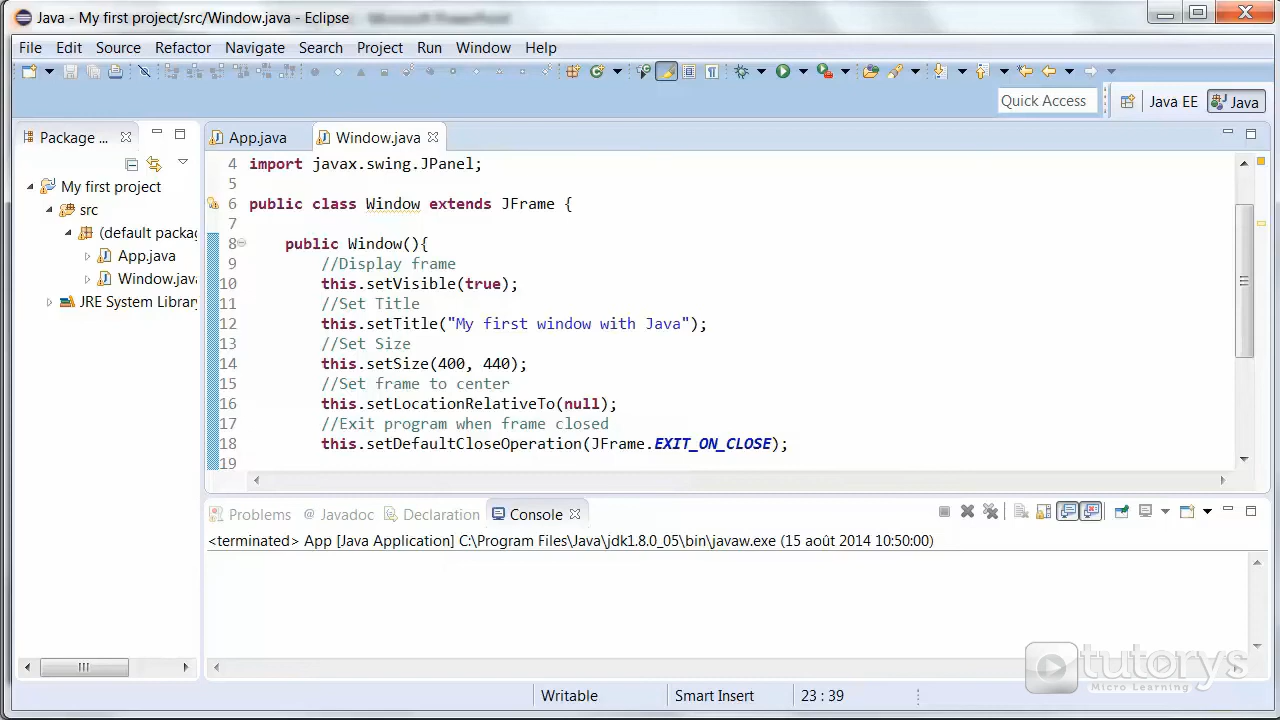 Java - My first project/src/Window.java - Eclipse
File Edit Source Refactor Navigate Search Project Run Window Help
Quick Access Java EE Java
Package ... App.java Window.java
My first project
src
(default packag
App.java
Window.jav
JRE System Librar
4 import javax.swing.JPanel;
5
6 public class Window extends JFrame {
7
8 public Window(){
9 //Display frame
10 this.setVisible(true);
11 //Set Title
12 this.setTitle("My first window with Java");
13 //Set Size
14 this.setSize(400, 440);
15 //Set frame to center
16 this.setLocationRelativeTo(null);
17 //Exit program when frame closed
18 this.setDefaultCloseOperation(JFrame.EXIT_ON_CLOSE);
19
Problems @ Javadoc Declaration Console
<terminated> App [Java Application] C:\Program Files\Java\jdk1.8.0_05\bin\javaw.exe (15 août 2014 10:50:00)
tutorys
Micro Learning
Writable Smart Insert 23 : 39